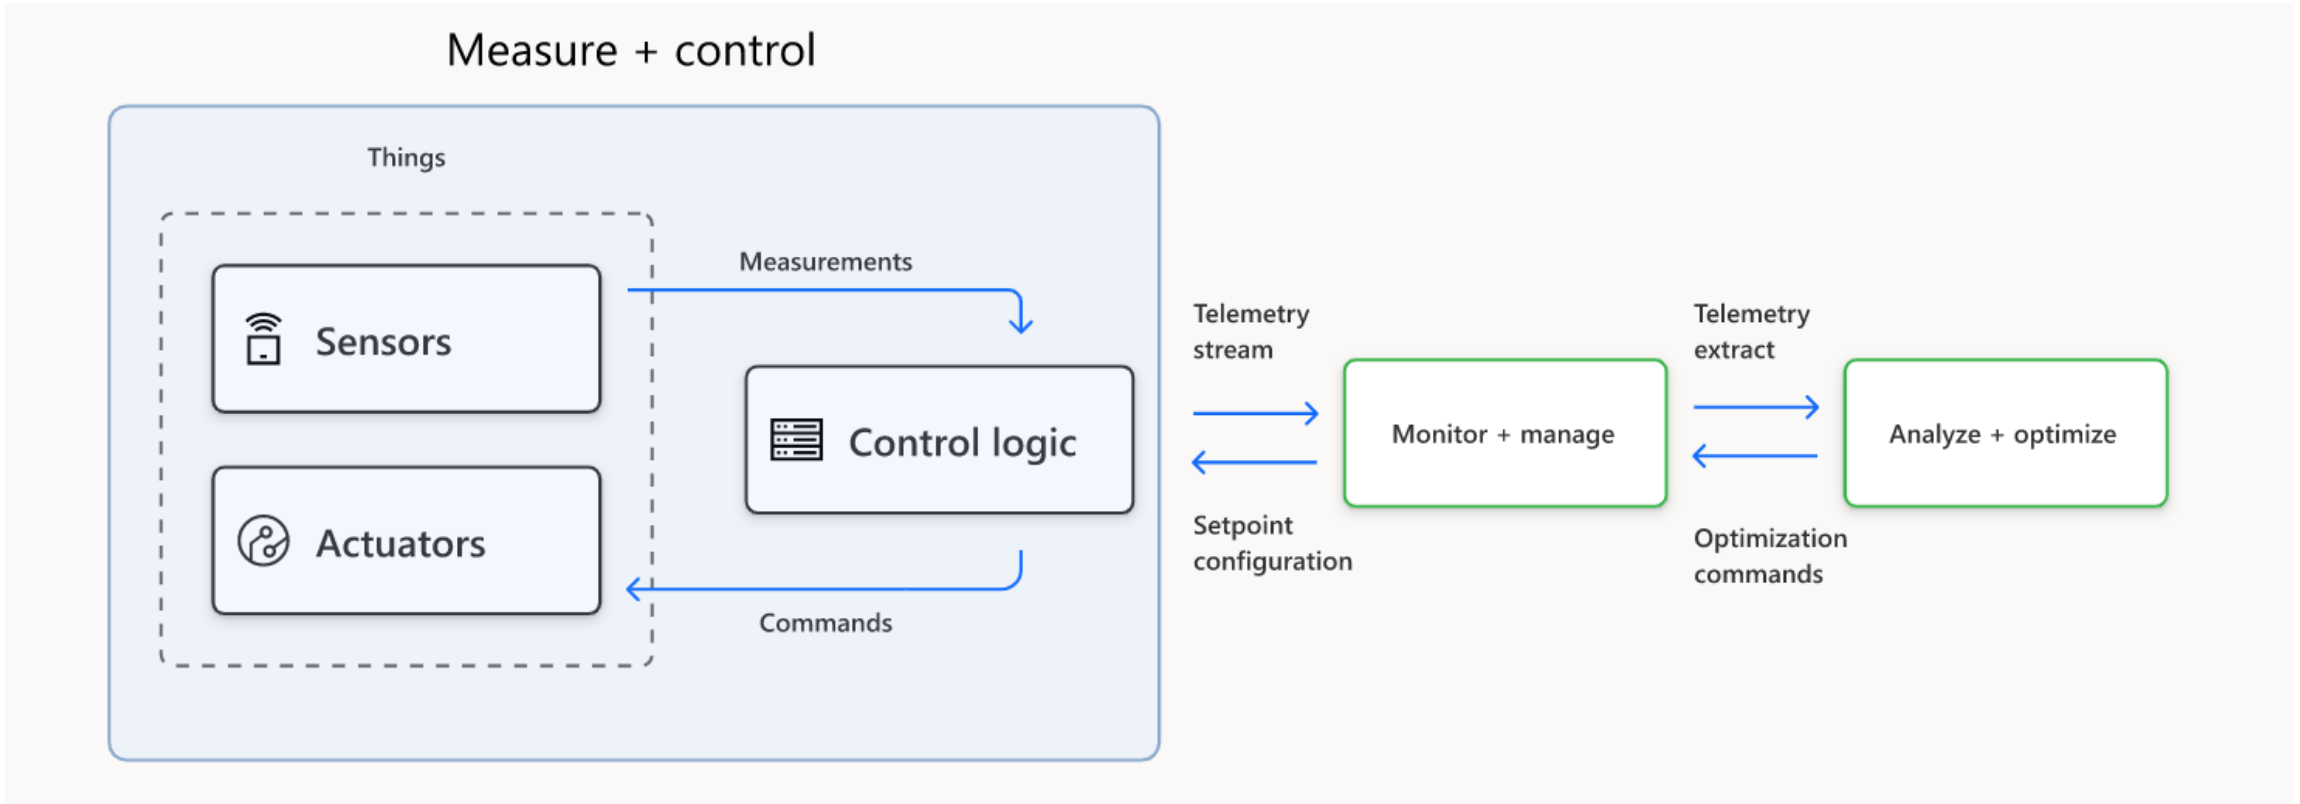 Measure + control
Things
Sensors
Actuators
Measurements
Control logic
Commands
Telemetry
stream
Setpoint
configuration
Monitor + manage
Telemetry
extract
Optimization
commands
Analyze + optimize